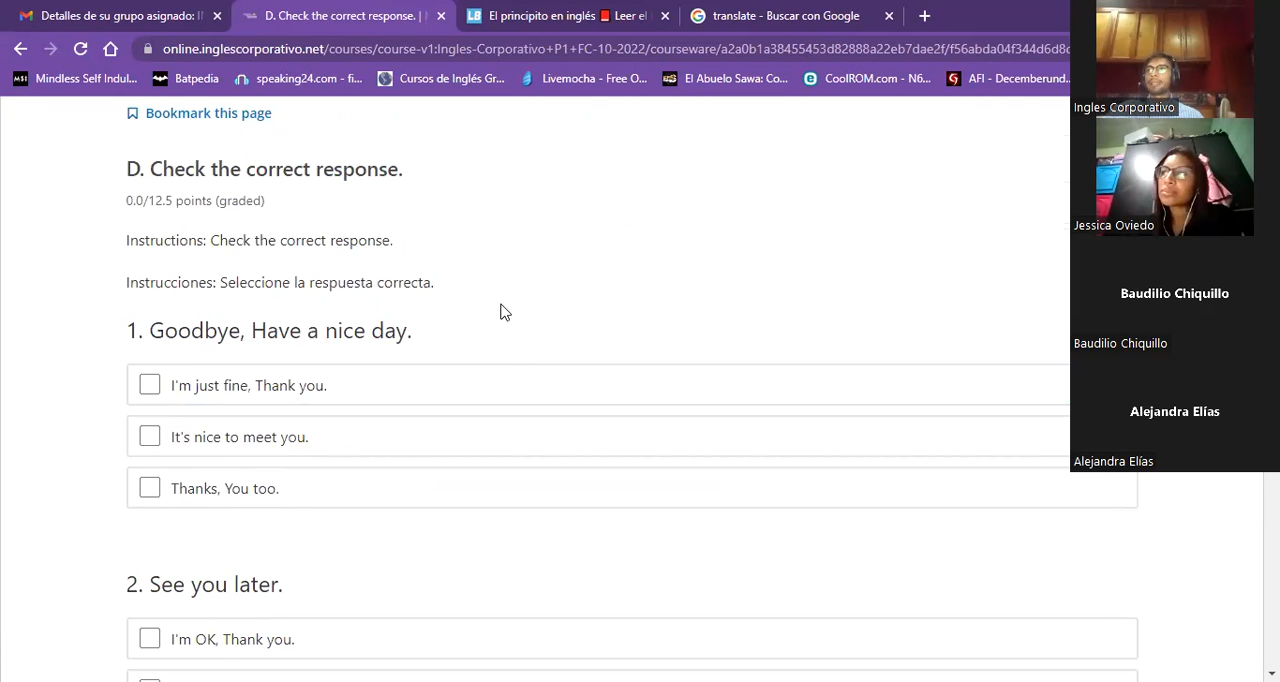 Detalles de su grupo asignado: I
D. Check the correct response. |
El principito en inglés 📕 Leer el
translate - Buscar con Google
online.inglescorporativo.net/courses/course-v1:Ingles-Corporativo+P1+FC-10-2022/courseware/a2a0b1a38455453d82888a22eb7dae2f/f56abda04f344d6d8d
Mindless Self Indul...
Batpedia
speaking24.com - fi...
Cursos de Inglés Gr...
Livemocha - Free O...
El Abuelo Sawa: Co...
CoolROM.com - N6...
AFI - Decemberund...
Ingles Corporativo
Jessica Oviedo
Baudilio Chiquillo
Baudilio Chiquillo
Alejandra Elías
Alejandra Elías
Bookmark this page
D. Check the correct response.
0.0/12.5 points (graded)
Instructions: Check the correct response.
Instrucciones: Seleccione la respuesta correcta.
1. Goodbye, Have a nice day.
I'm just fine, Thank you.
It's nice to meet you.
Thanks, You too.
2. See you later.
I'm OK, Thank you.